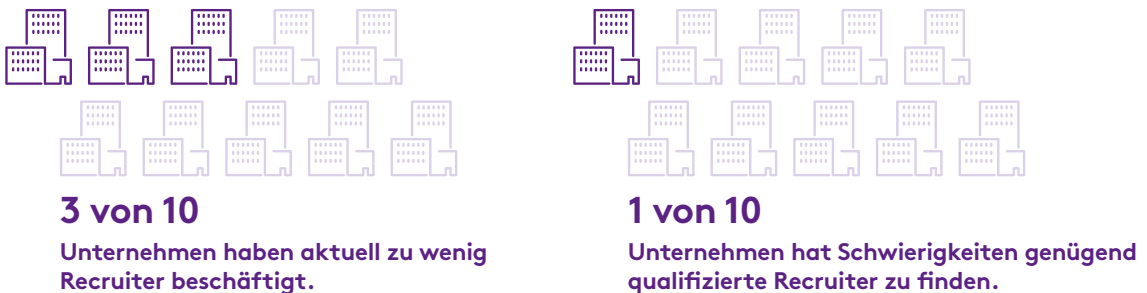 3 von 10
Unternehmen haben aktuell zu wenig
Recruiter beschäftigt.
1 von 10
Unternehmen hat Schwierigkeiten genügend
qualifizierte Recruiter zu finden.